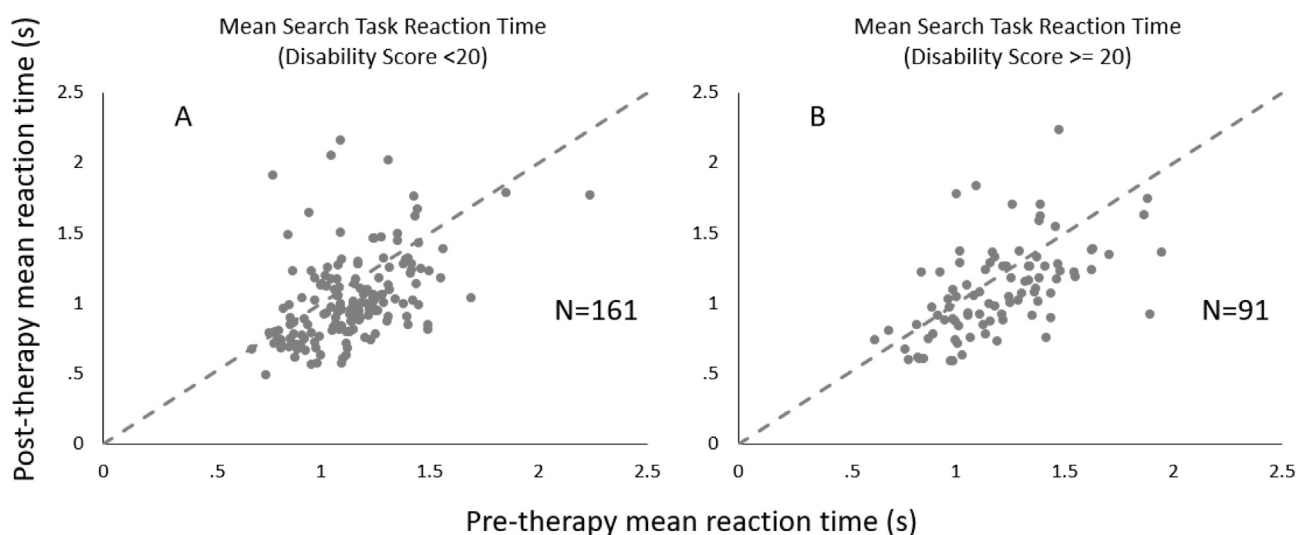 Mean Search Task Reaction Time
(Disability Score <20)
Mean Search Task Reaction Time
(Disability Score >= 20)
Post-therapy mean reaction time (s)
2.5
2
1.5
1
.5
0
A
N=161
0
.5
1
1.5
2
2.5
2.5
2
1.5
1
.5
0
B
N=91
0
.5
1
1.5
2
2.5
Pre-therapy mean reaction time (s)